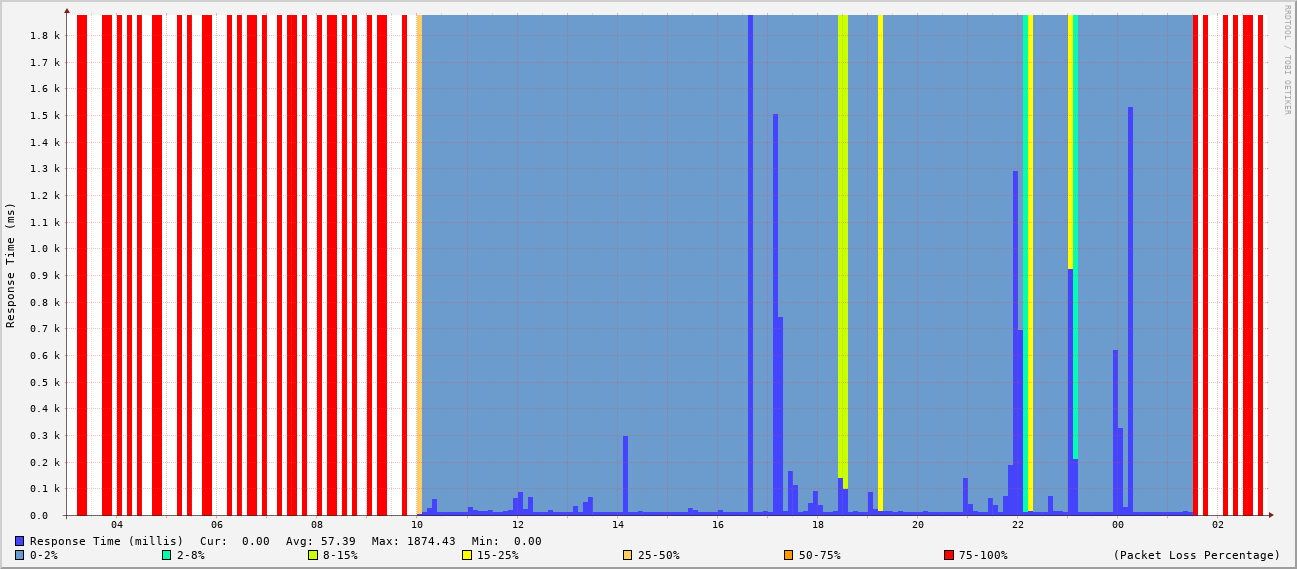 1.8 k
1.7 k
1.6 k
1.5 k
1.4 k
1.3 k
1.2 k
1.1 k
1.0 k
0.9 k
0.8 k
0.7 k
0.6 k
0.5 k
0.4 k
0.3 k
0.2 k
0.1 k
0.0
Response Time (ms)
04 06 08 10 12 14 16 18 20 22 00 02
RRDTOOL / TOBI OETIKER
Response Time (millis) Cur: 0.00 Avg: 57.39 Max: 1874.43 Min: 0.00
0-2% 2-8% 8-15% 15-25% 25-50% 50-75% 75-100% (Packet Loss Percentage)